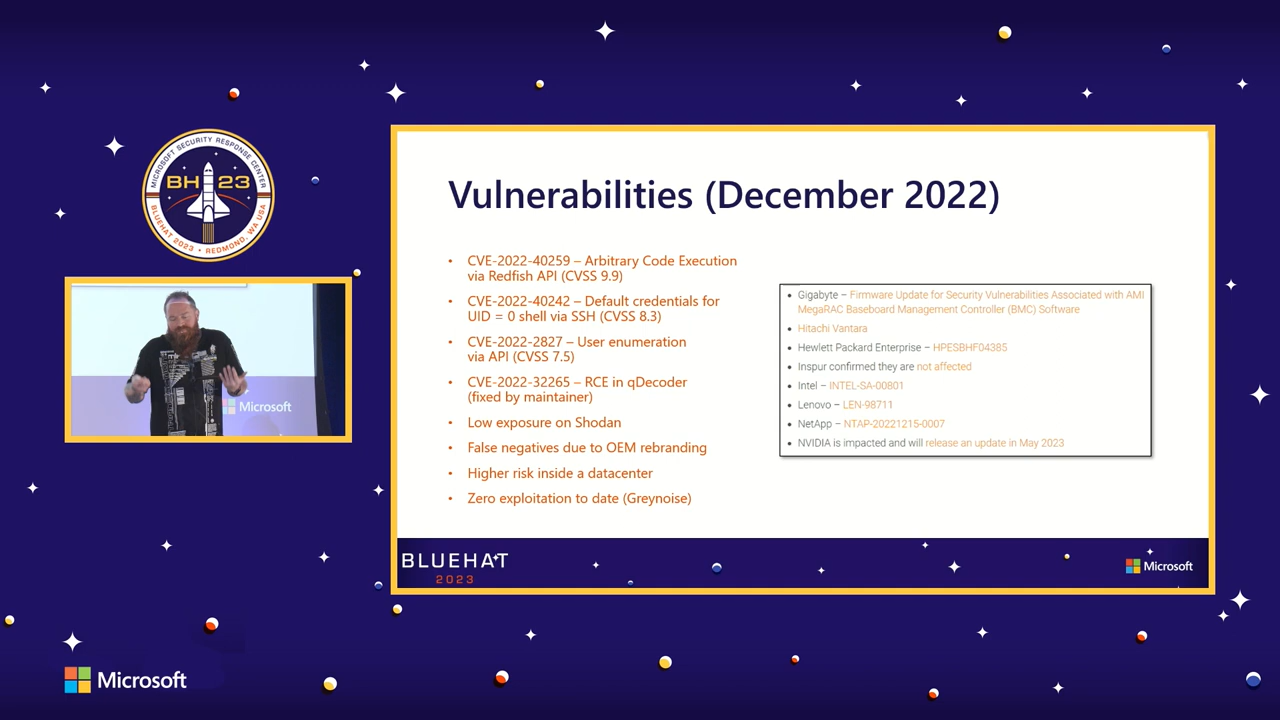 MICROSOFT SECURITY RESPONSE CENTER
BH 23
BLUEHAT 2023 • REDMOND, WA USA
Microsoft
Vulnerabilities (December 2022)
• CVE-2022-40259 – Arbitrary Code Execution
via Redfish API (CVSS 9.9)
• CVE-2022-40242 – Default credentials for
UID = 0 shell via SSH (CVSS 8.3)
• CVE-2022-2827 – User enumeration
via API (CVSS 7.5)
• CVE-2022-32265 – RCE in qDecoder
(fixed by maintainer)
• Low exposure on Shodan
• False negatives due to OEM rebranding
• Higher risk inside a datacenter
• Zero exploitation to date (Greynoise)
• Gigabyte – Firmware Update for Security Vulnerabilities Associated with AMI
MegaRAC Baseboard Management Controller (BMC) Software
• Hitachi Vantara
• Hewlett Packard Enterprise – HPESBHF04385
• Inspur confirmed they are not affected
• Intel – INTEL-SA-00801
• Lenovo – LEN-98711
• NetApp – NTAP-20221215-0007
• NVIDIA is impacted and will release an update in May 2023
BLUEHAT
2023
Microsoft
Microsoft